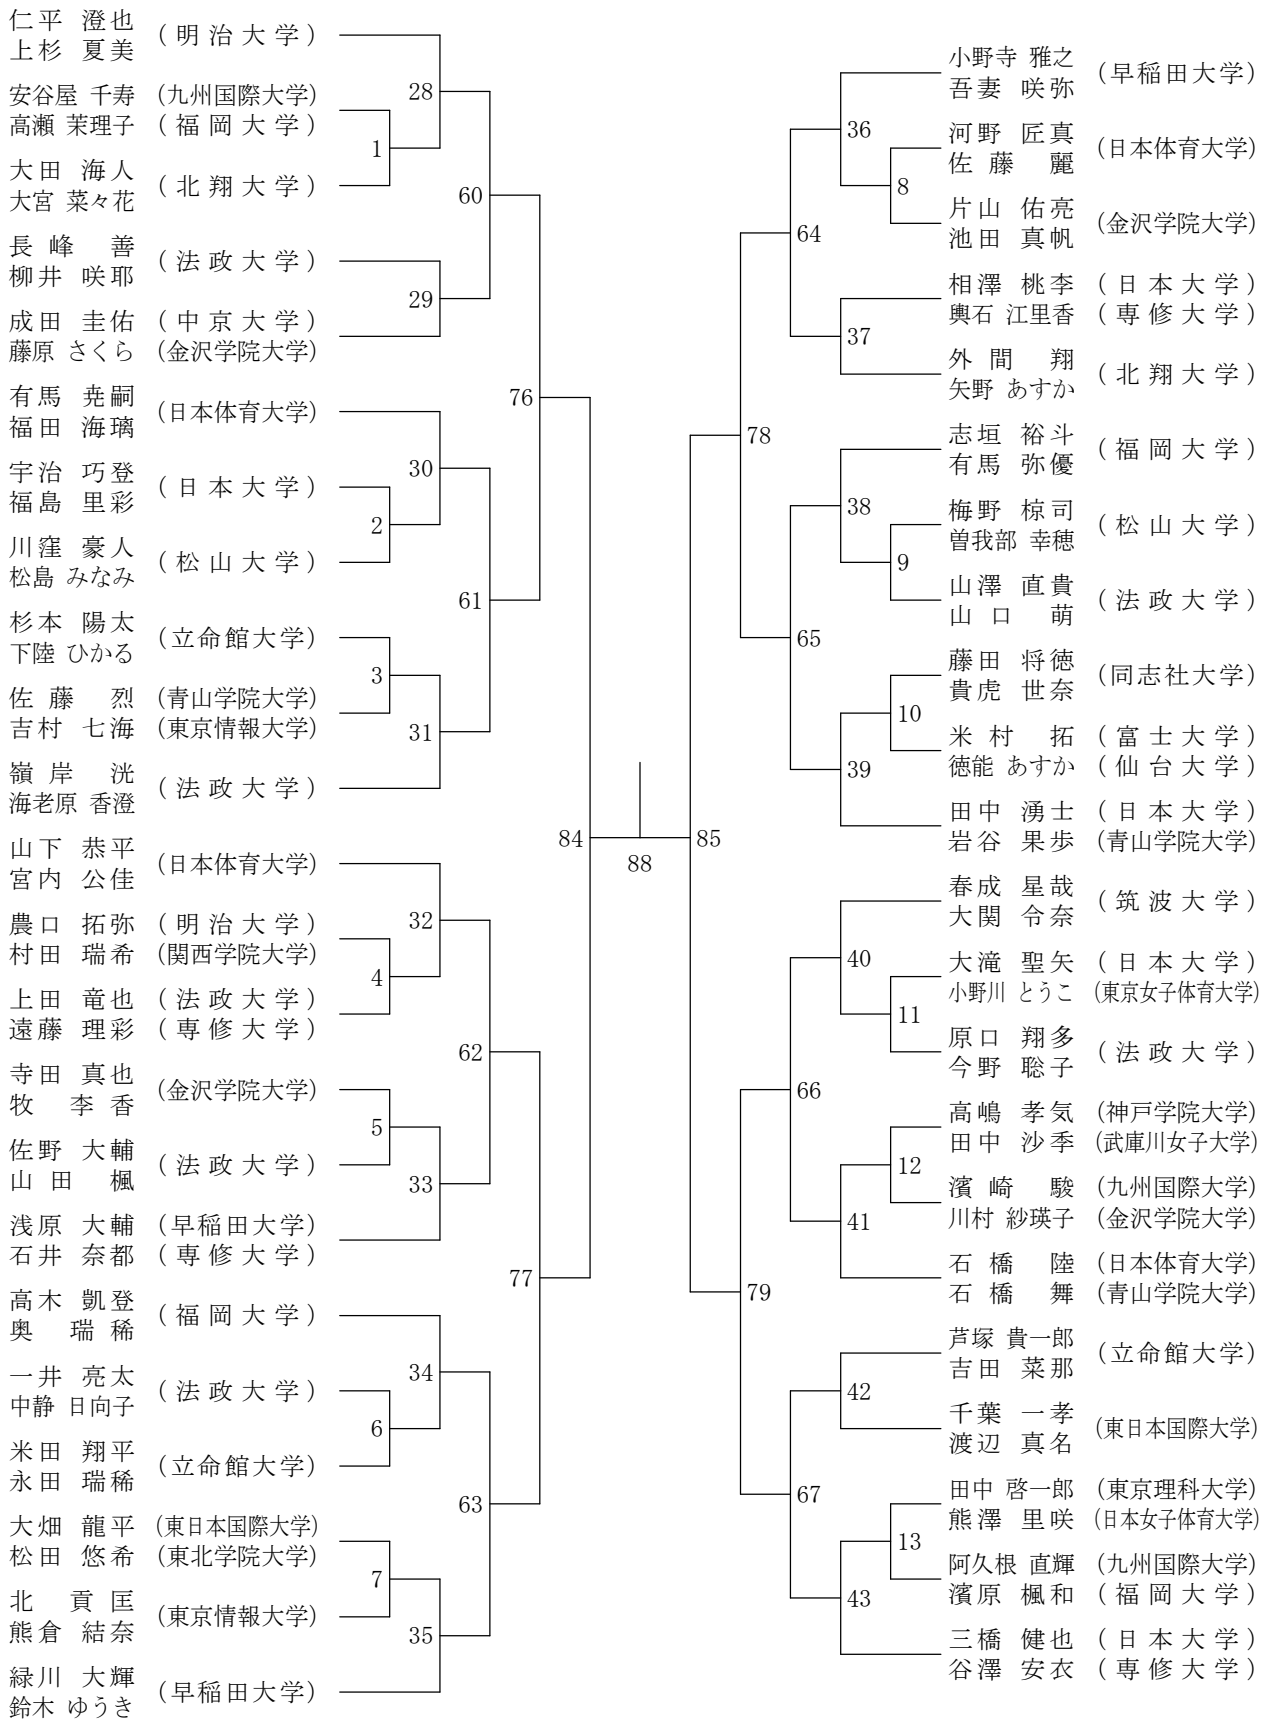 仁平 澄也
上杉 夏美
(明治大学)
安谷屋 千寿 (九州国際大学)
高瀬 茉理子 (福岡大学)
大田 海人
大宮 菜々花
(北翔大学)
長峰 善
柳井 咲耶
(法政大学)
成田 圭佑 (中京大学)
藤原 さくら (金沢学院大学)
有馬 尭嗣
福田 海璃
(日本体育大学)
宇治 巧登
福島 里彩
(日本大学)
川窪 豪人
松島 みなみ
(松山大学)
杉本 陽太
下陸 ひかる
(立命館大学)
佐藤 烈 (青山学院大学)
吉村 七海 (東京情報大学)
嶺岸 洸
海老原 香澄
(法政大学)
山下 恭平
宮内 公佳
(日本体育大学)
農口 拓弥 (明治大学)
村田 瑞希 (関西学院大学)
上田 竜也 (法政大学)
遠藤 理彩 (専修大学)
寺田 真也
牧 李香
(金沢学院大学)
佐野 大輔
山田 楓
(法政大学)
浅原 大輔 (早稲田大学)
石井 奈都 (専修大学)
高木 凱登
奥 瑞稀
(福岡大学)
一井 亮太
中静 日向子
(法政大学)
米田 翔平
永田 瑞稀
(立命館大学)
大畑 龍平 (東日本国際大学)
松田 悠希 (東北学院大学)
北 貢匡
熊倉 結奈
(東京情報大学)
緑川 大輝
鈴木 ゆうき
(早稲田大学)
1
2
3
4
5
6
7
28
29
30
31
32
33
34
35
60
61
62
63
76
77
84
88
85
78
79
64
65
66
67
36
37
38
39
40
41
42
43
8
9
10
11
12
13
小野寺 雅之
吾妻 咲弥
(早稲田大学)
河野 匠真
佐藤 麗
(日本体育大学)
片山 佑亮
池田 真帆
(金沢学院大学)
相澤 桃李 (日本大学)
輿石 江里香 (専修大学)
外間 翔
矢野 あすか
(北翔大学)
志垣 裕斗
有馬 弥優
(福岡大学)
梅野 椋司
曽我部 幸穂
(松山大学)
山澤 直貴
山口 萌
(法政大学)
藤田 将徳
貴虎 世奈
(同志社大学)
米村 拓 (富士大学)
徳能 あすか (仙台大学)
田中 湧士 (日本大学)
岩谷 果歩 (青山学院大学)
春成 星哉
大関 令奈
(筑波大学)
大滝 聖矢 (日本大学)
小野川 とうこ (東京女子体育大学)
原口 翔多
今野 聡子
(法政大学)
高嶋 孝気 (神戸学院大学)
田中 沙季 (武庫川女子大学)
濱崎 駿 (九州国際大学)
川村 紗瑛子 (金沢学院大学)
石橋 陸 (日本体育大学)
石橋 舞 (青山学院大学)
芦塚 貴一郎
吉田 菜那
(立命館大学)
千葉 一孝
渡辺 真名
(東日本国際大学)
田中 啓一郎 (東京理科大学)
熊澤 里咲 (日本女子体育大学)
阿久根 直輝 (九州国際大学)
濱原 楓和 (福岡大学)
三橋 健也 (日本大学)
谷澤 安衣 (専修大学)